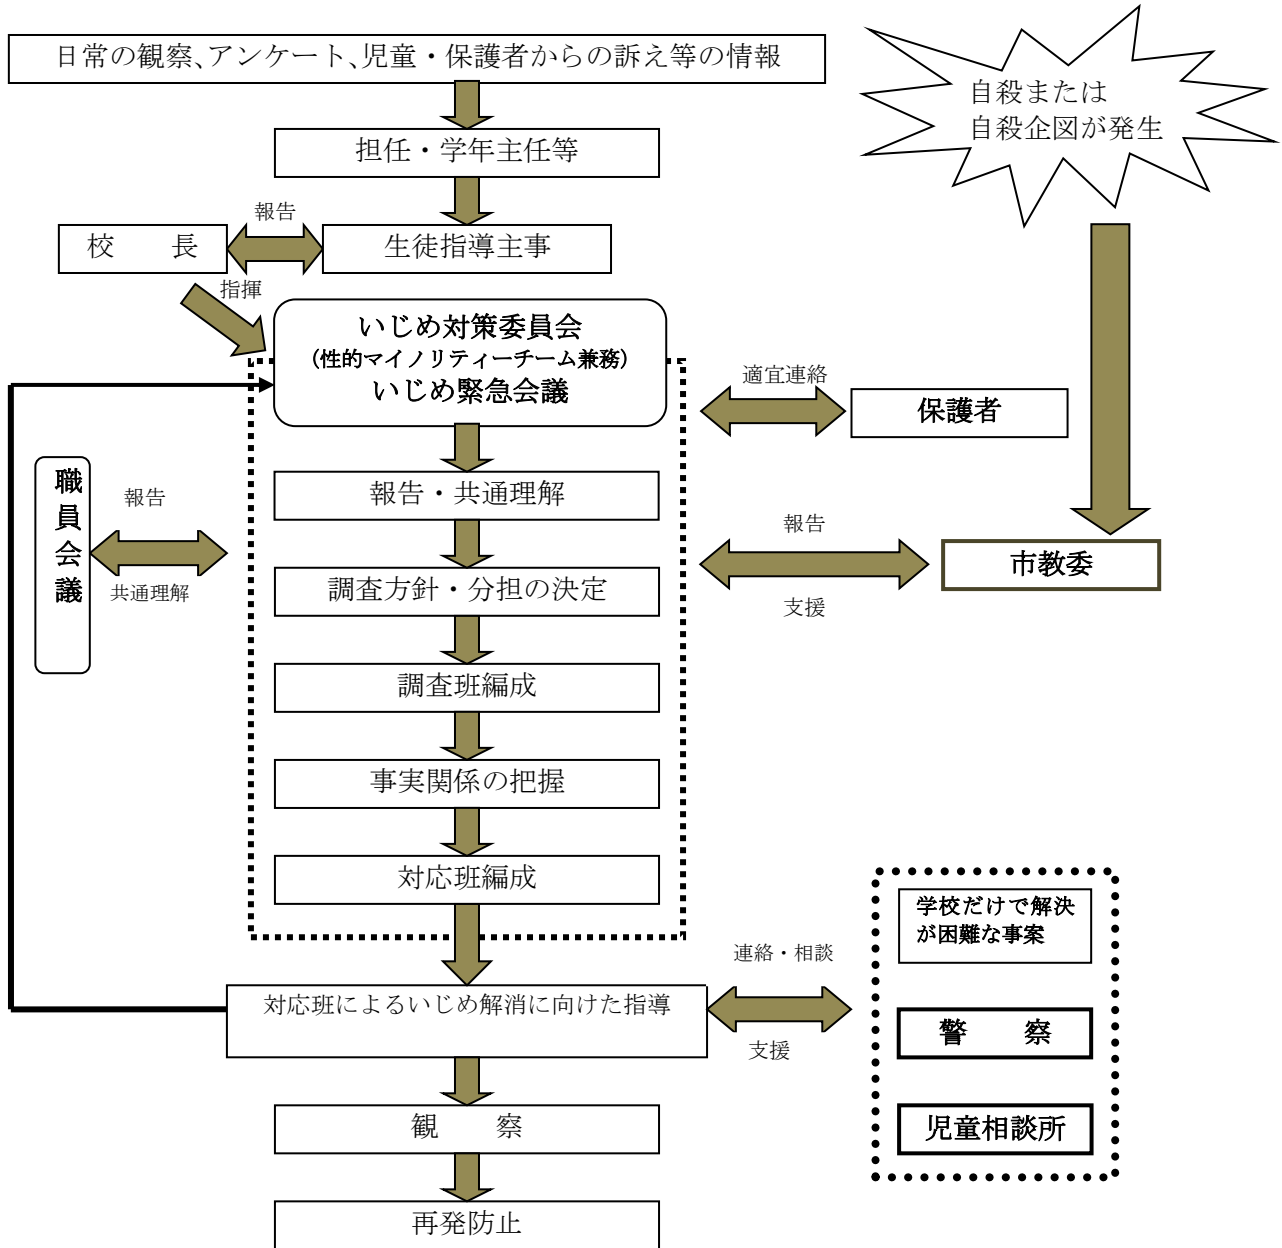 日常の観察、アンケート、児童・保護者からの訴え等の情報
自殺または
自殺企図が発生
担任・学年主任等
報告
校　　長
生徒指導主事
指揮
いじめ対策委員会
(性的マイノリティーチーム兼務)
いじめ緊急会議
適宜連絡
保護者
職員会議
報告
共通理解
報告・共通理解
報告
市教委
支援
調査方針・分担の決定
調査班編成
事実関係の把握
対応班編成
学校だけで解決
が困難な事案
連絡・相談
対応班によるいじめ解消に向けた指導
支援
警　　察
観　　察
児童相談所
再発防止